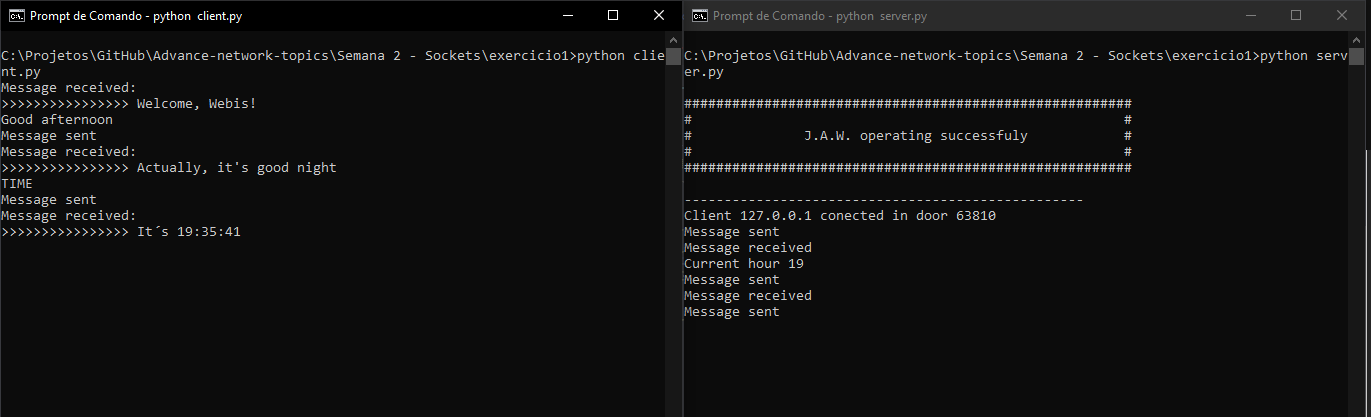 Prompt de Comando - python  client.py
C:\Projetos\GitHub\Advance-network-topics\Semana 2 - Sockets\exercicio1>python clie
nt.py
Message received:
>>>>>>>>>>>>>>>> Welcome, Webis!
Good afternoon
Message sent
Message received:
>>>>>>>>>>>>>>>> Actually, it's good night
TIME
Message sent
Message received:
>>>>>>>>>>>>>>>> It´s 19:35:41
Prompt de Comando - python  server.py
C:\Projetos\GitHub\Advance-network-topics\Semana 2 - Sockets\exercicio1>python serv
er.py
########################################################
#                                                      #
#              J.A.W. operating successfuly            #
#                                                      #
########################################################
--------------------------------------------------
Client 127.0.0.1 conected in door 63810
Message sent
Message received
Current hour 19
Message sent
Message received
Message sent